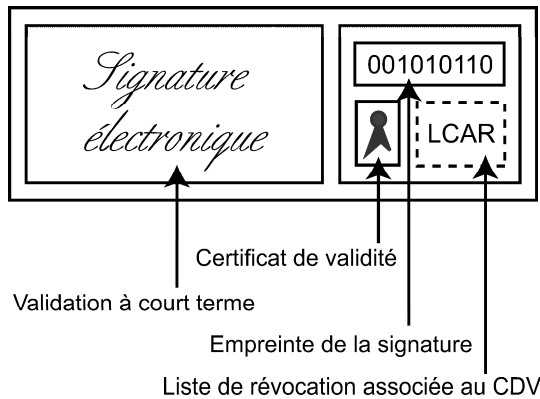 Signature
électronique
001010110
LCAR
Certificat de validité
Validation à court terme
Empreinte de la signature
Liste de révocation associée au CDV